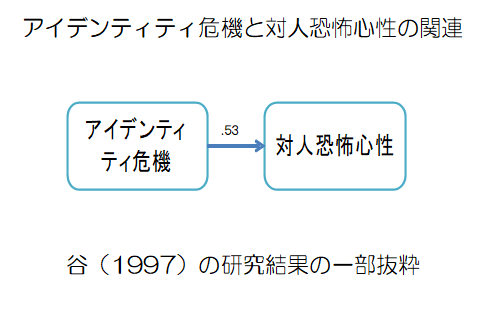 アイデンティティ危機と対人恐怖心性の関連
アイデンティ
ティ危機
.53
対人恐怖心性
谷（1997）の研究結果の一部抜粋